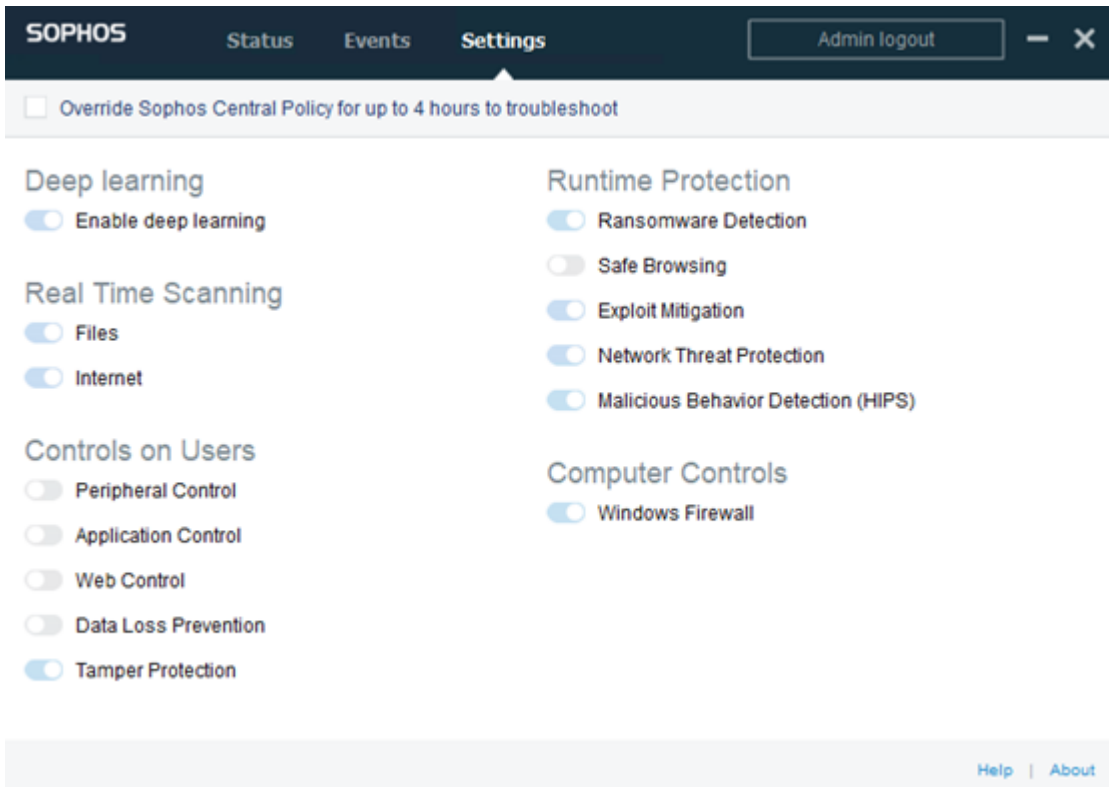 SOPHOS Status Events Settings Admin logout
Override Sophos Central Policy for up to 4 hours to troubleshoot
Deep learning
Enable deep learning
Real Time Scanning
Files
Internet
Controls on Users
Peripheral Control
Application Control
Web Control
Data Loss Prevention
Tamper Protection
Runtime Protection
Ransomware Detection
Safe Browsing
Exploit Mitigation
Network Threat Protection
Malicious Behavior Detection (HIPS)
Computer Controls
Windows Firewall
Help | About